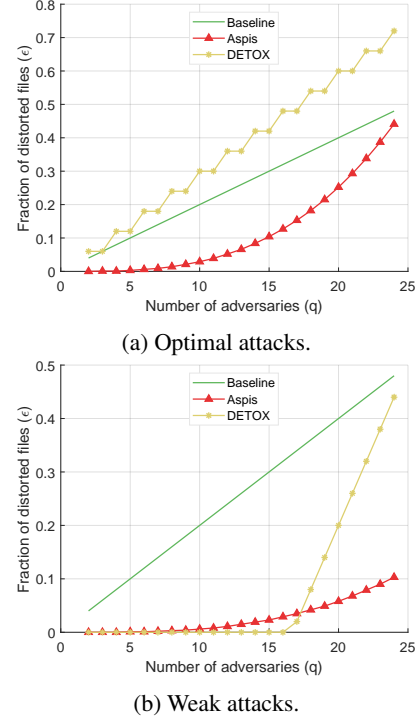 Fraction of distorted files (ϵ)
0.8
0.7
0.6
0.5
0.4
0.3
0.2
0.1
0
0 5 10 15 20 25
Number of adversaries (q)
Baseline
Aspis
DETOX
(a) Optimal attacks.
Fraction of distorted files (ϵ)
0.5
0.4
0.3
0.2
0.1
0
0 5 10 15 20 25
Number of adversaries (q)
Baseline
Aspis
DETOX
(b) Weak attacks.